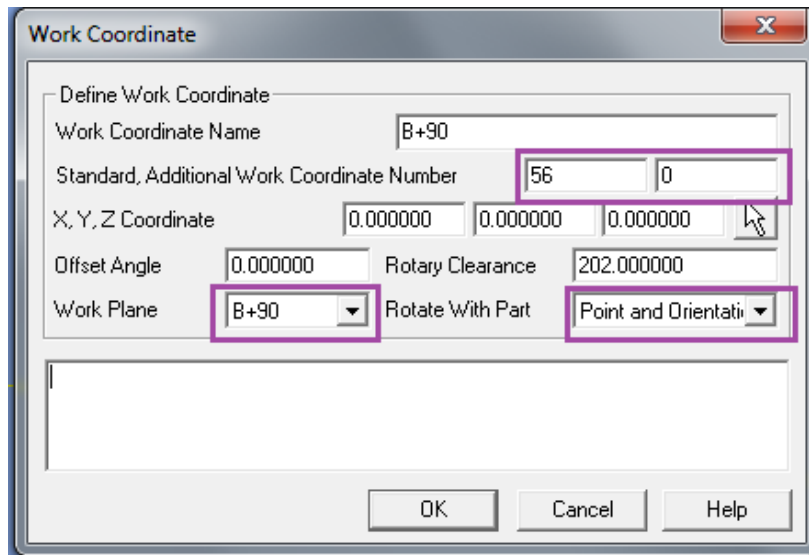 Work Coordinate
Define Work Coordinate
Work Coordinate Name B+90
Standard, Additional Work Coordinate Number 56 0
X, Y, Z Coordinate 0.000000 0.000000 0.000000
Offset Angle 0.000000 Rotary Clearance 202.000000
Work Plane B+90 Rotate With Part Point and Orientati
OK Cancel Help